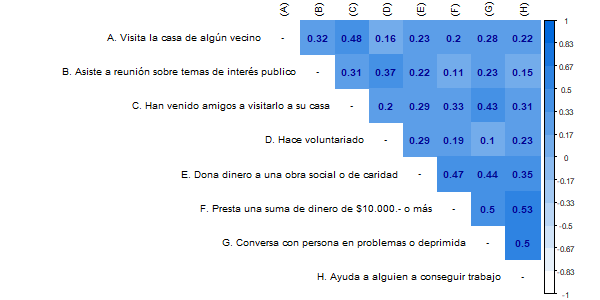 (A) (B) (C) (D) (E) (F) (G) (H)
A. Visita la casa de algún vecino - 0.32 0.48 0.16 0.23 0.2 0.28 0.22
B. Asiste a reunión sobre temas de interés publico - 0.31 0.37 0.22 0.11 0.23 0.15
C. Han venido amigos a visitarlo a su casa - 0.2 0.29 0.33 0.43 0.31
D. Hace voluntariado - 0.29 0.19 0.1 0.23
E. Dona dinero a una obra social o de caridad - 0.47 0.44 0.35
F. Presta una suma de dinero de $10.000.- o más - 0.5 0.53
G. Conversa con persona en problemas o deprimida - 0.5
H. Ayuda a alguien a conseguir trabajo -
1
0.83
0.67
0.5
0.33
0.17
0
-0.17
-0.33
-0.5
-0.67
-0.83
-1